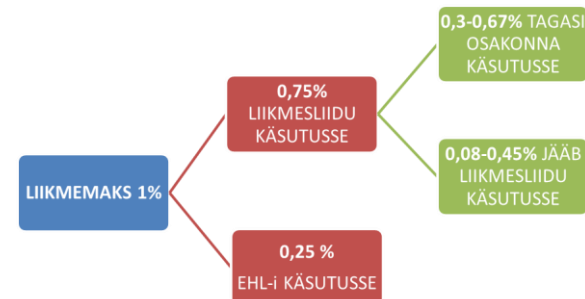 LIIKMEMAKS 1%
0,75%
LIIKMESLIIDU
KÄSUTUSSE
0,25 %
EHL-i KÄSUTUSSE
0,3-0,67% TAGASI
OSAKONNA
KÄSUTUSSE
0,08-0,45% JÄÄB
LIIKMESLIIDU
KÄSUTUSSE